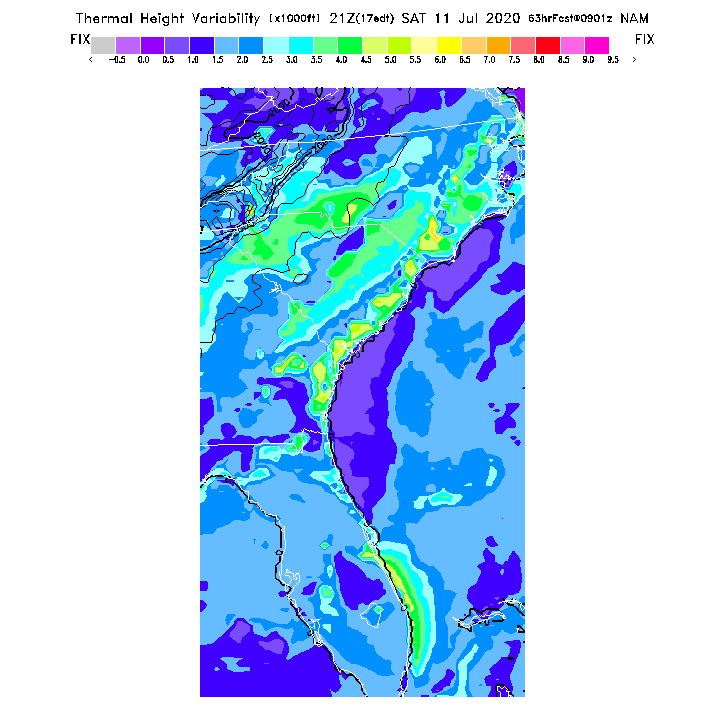 Thermal Height Variability [x1000ft] 21Z(17edt) SAT 11 Jul 2020 63hrFcst@0901z NAM
FIX FIX
< -0.5 0.0 0.5 1.0 1.5 2.0 2.5 3.0 3.5 4.0 4.5 5.0 5.5 6.0 6.5 7.0 7.5 8.0 8.5 9.0 9.5 >